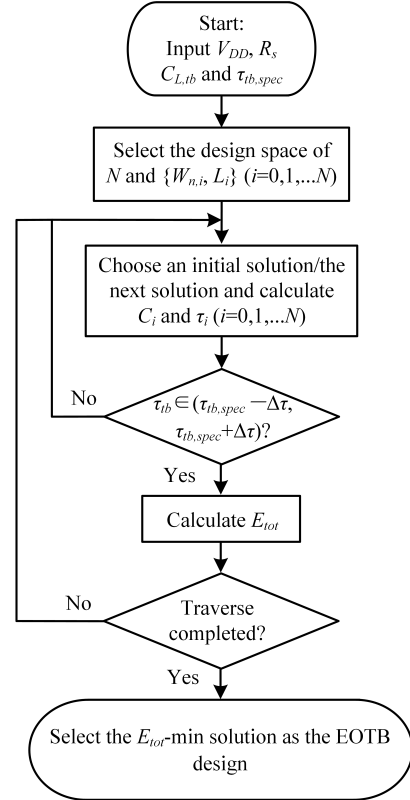 Start:
Input V_DD, R_s
C_L,tb and τ_tb,spec
Select the design space of
N and {W_n,i, L_i} (i=0,1,...N)
Choose an initial solution/the
next solution and calculate
C_i and τ_i (i=0,1,...N)
No
τ_tb∈(τ_tb,spec −Δτ,
τ_tb,spec+Δτ)?
Yes
Calculate E_tot
No
Traverse
completed?
Yes
Select the E_tot-min solution as the EOTB
design